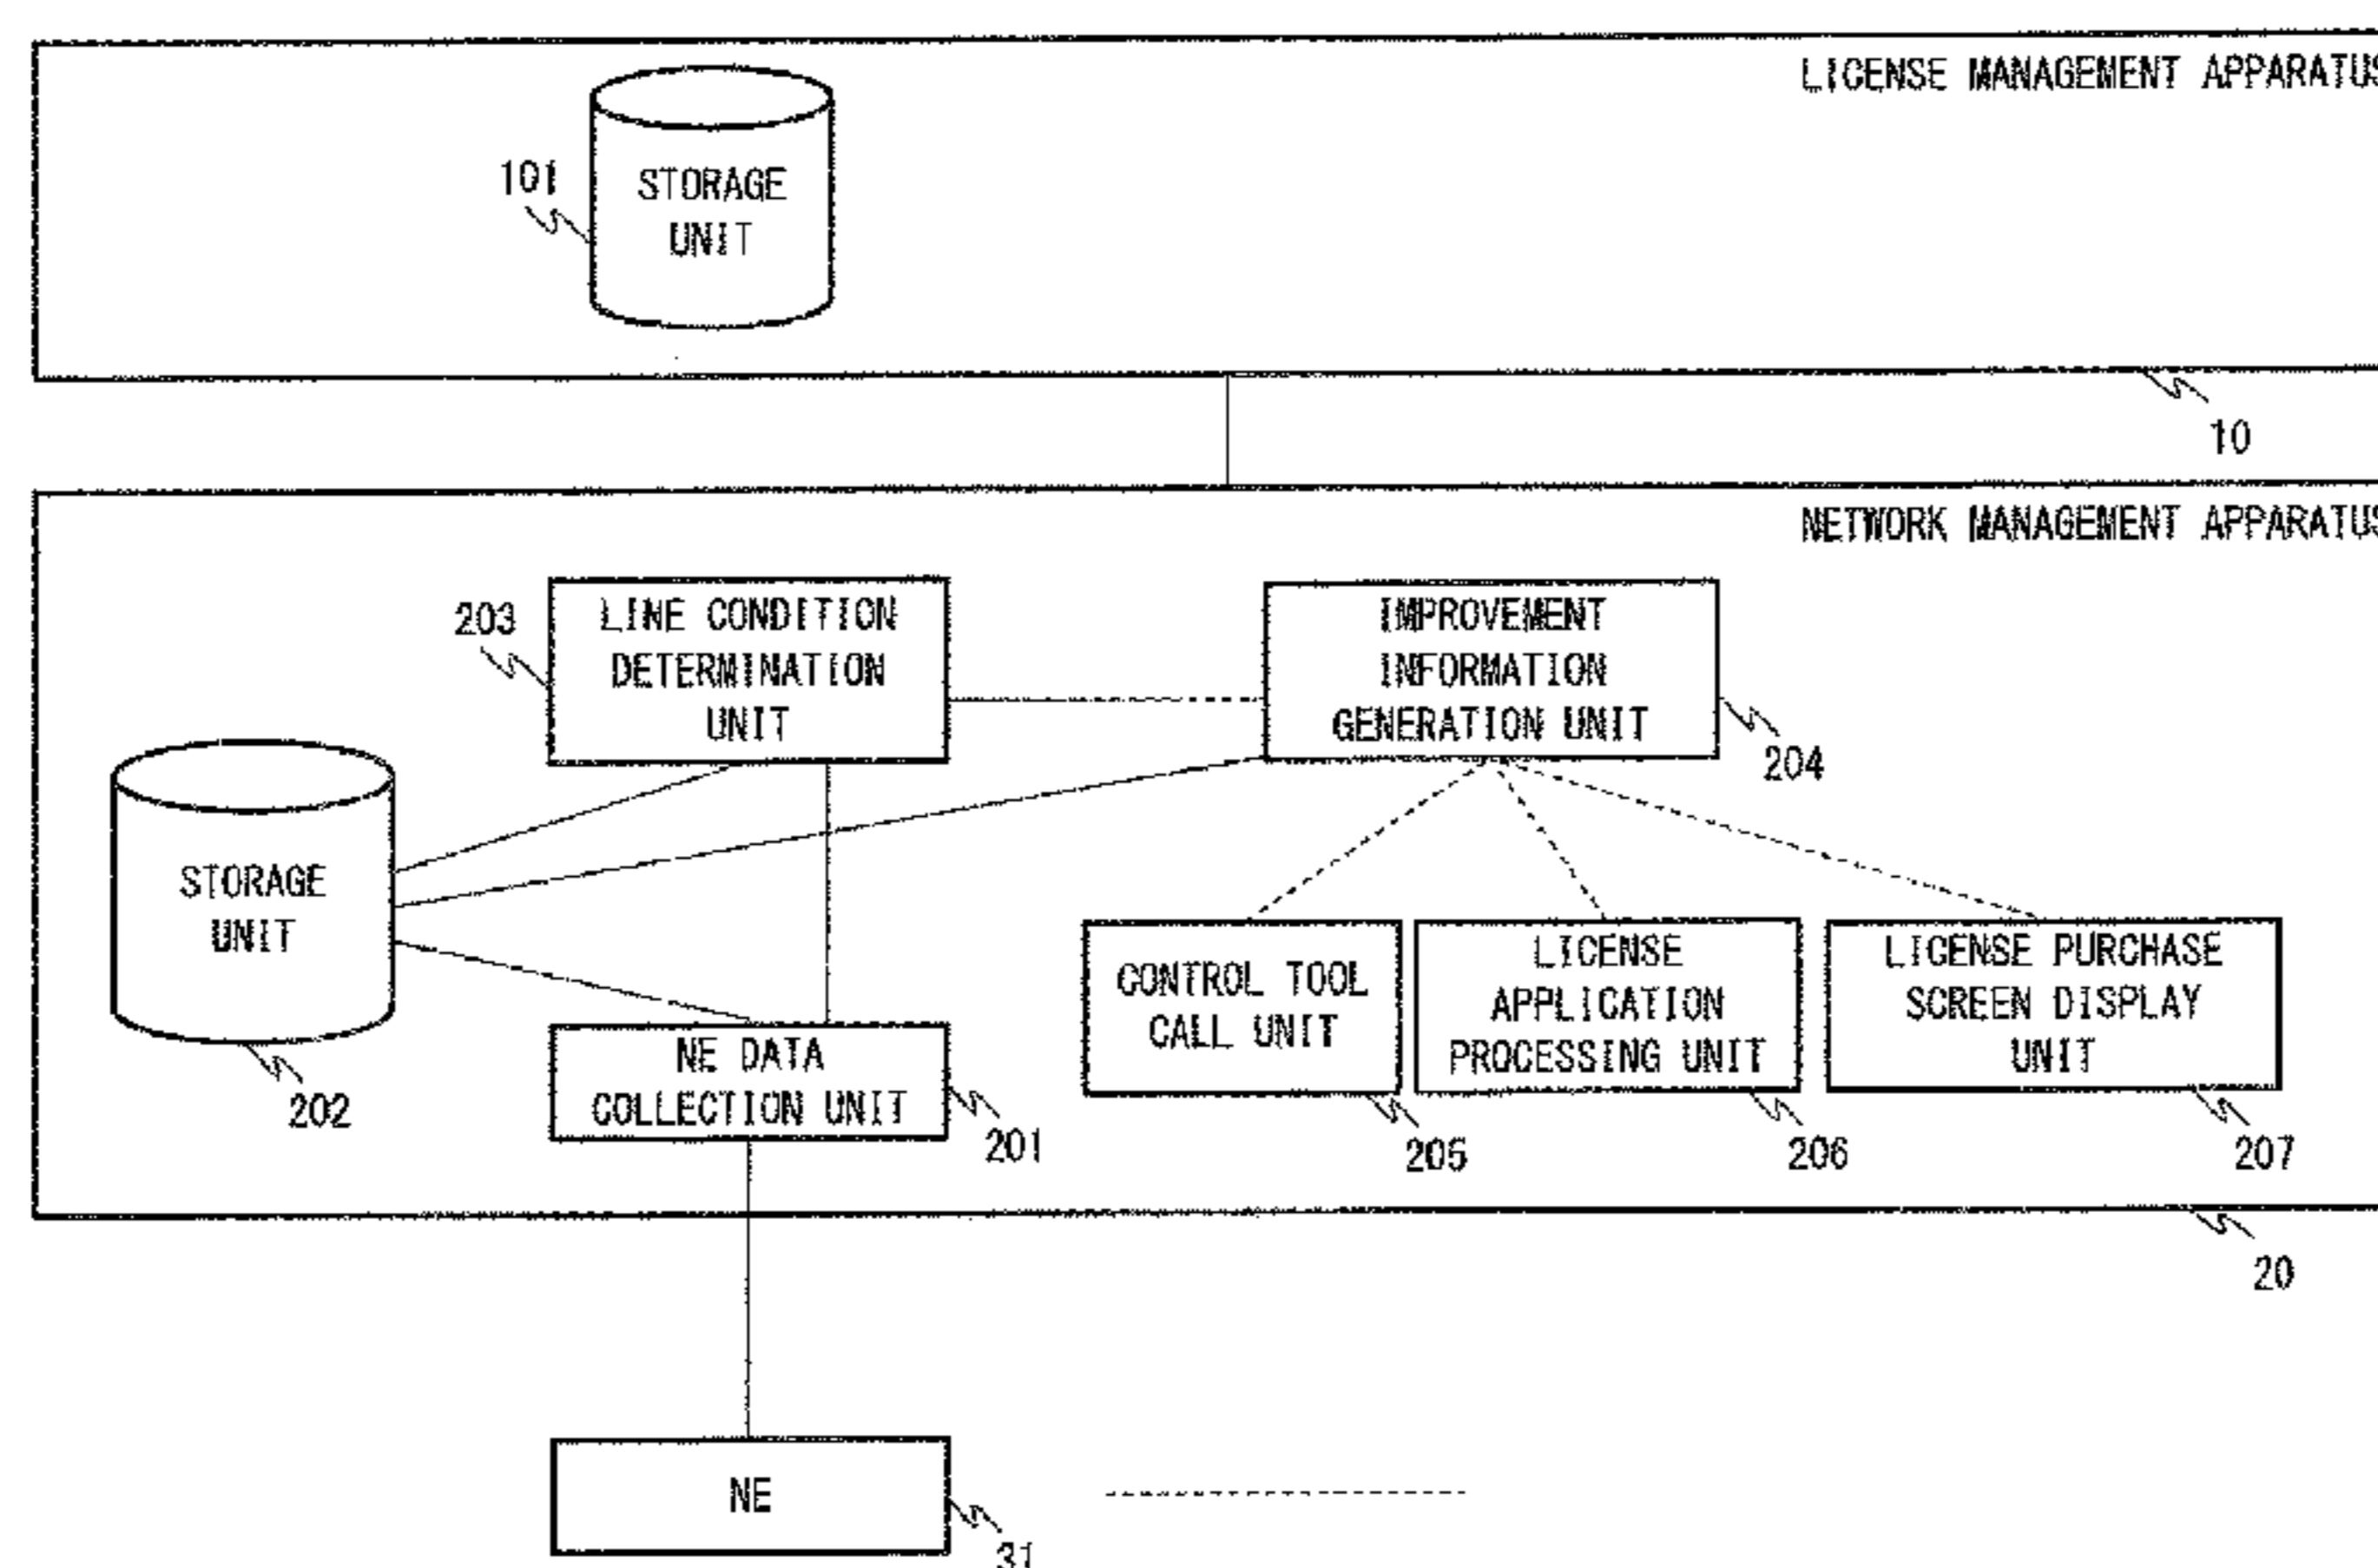 LICENSE MANAGEMENT APPARATUS
101
STORAGE
UNIT
10
NETWORK MANAGEMENT APPARATUS
203
LINE CONDITION
DETERMINATION
UNIT
IMPROVEMENT
INFORMATION
GENERATION UNIT
204
STORAGE
UNIT
202
NE DATA
COLLECTION UNIT
201
CONTROL TOOL
CALL UNIT
205
LICENSE
APPLICATION
PROCESSING UNIT
206
LICENSE PURCHASE
SCREEN DISPLAY
UNIT
207
20
NE
31